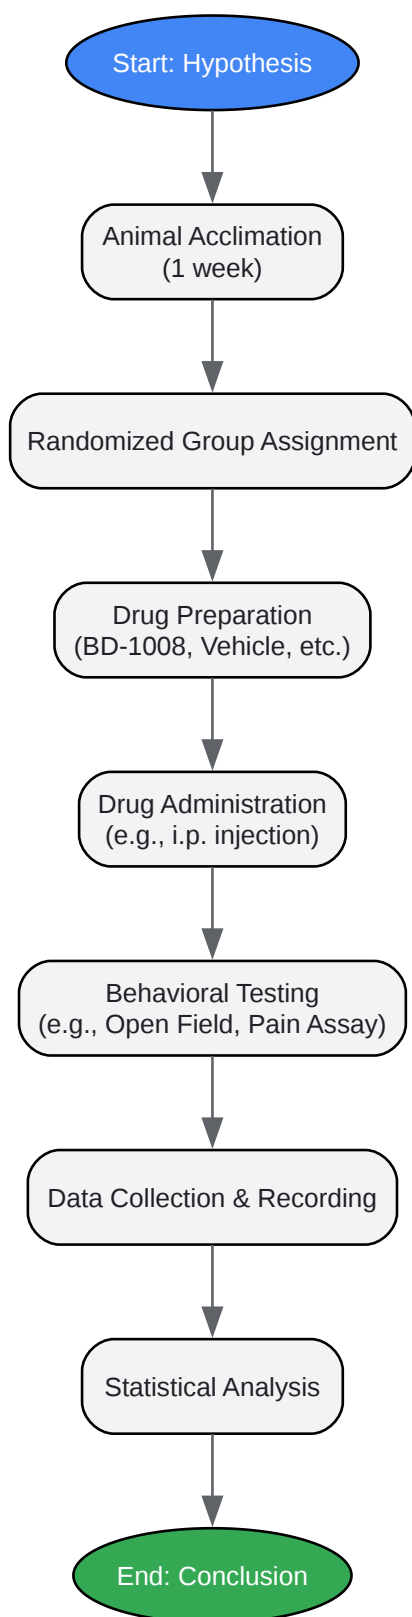 Start: Hypothesis
Animal Acclimation
(1 week)
Randomized Group Assignment
Drug Preparation
(BD-1008, Vehicle, etc.)
Drug Administration
(e.g., i.p. injection)
Behavioral Testing
(e.g., Open Field, Pain Assay)
Data Collection & Recording
Statistical Analysis
End: Conclusion